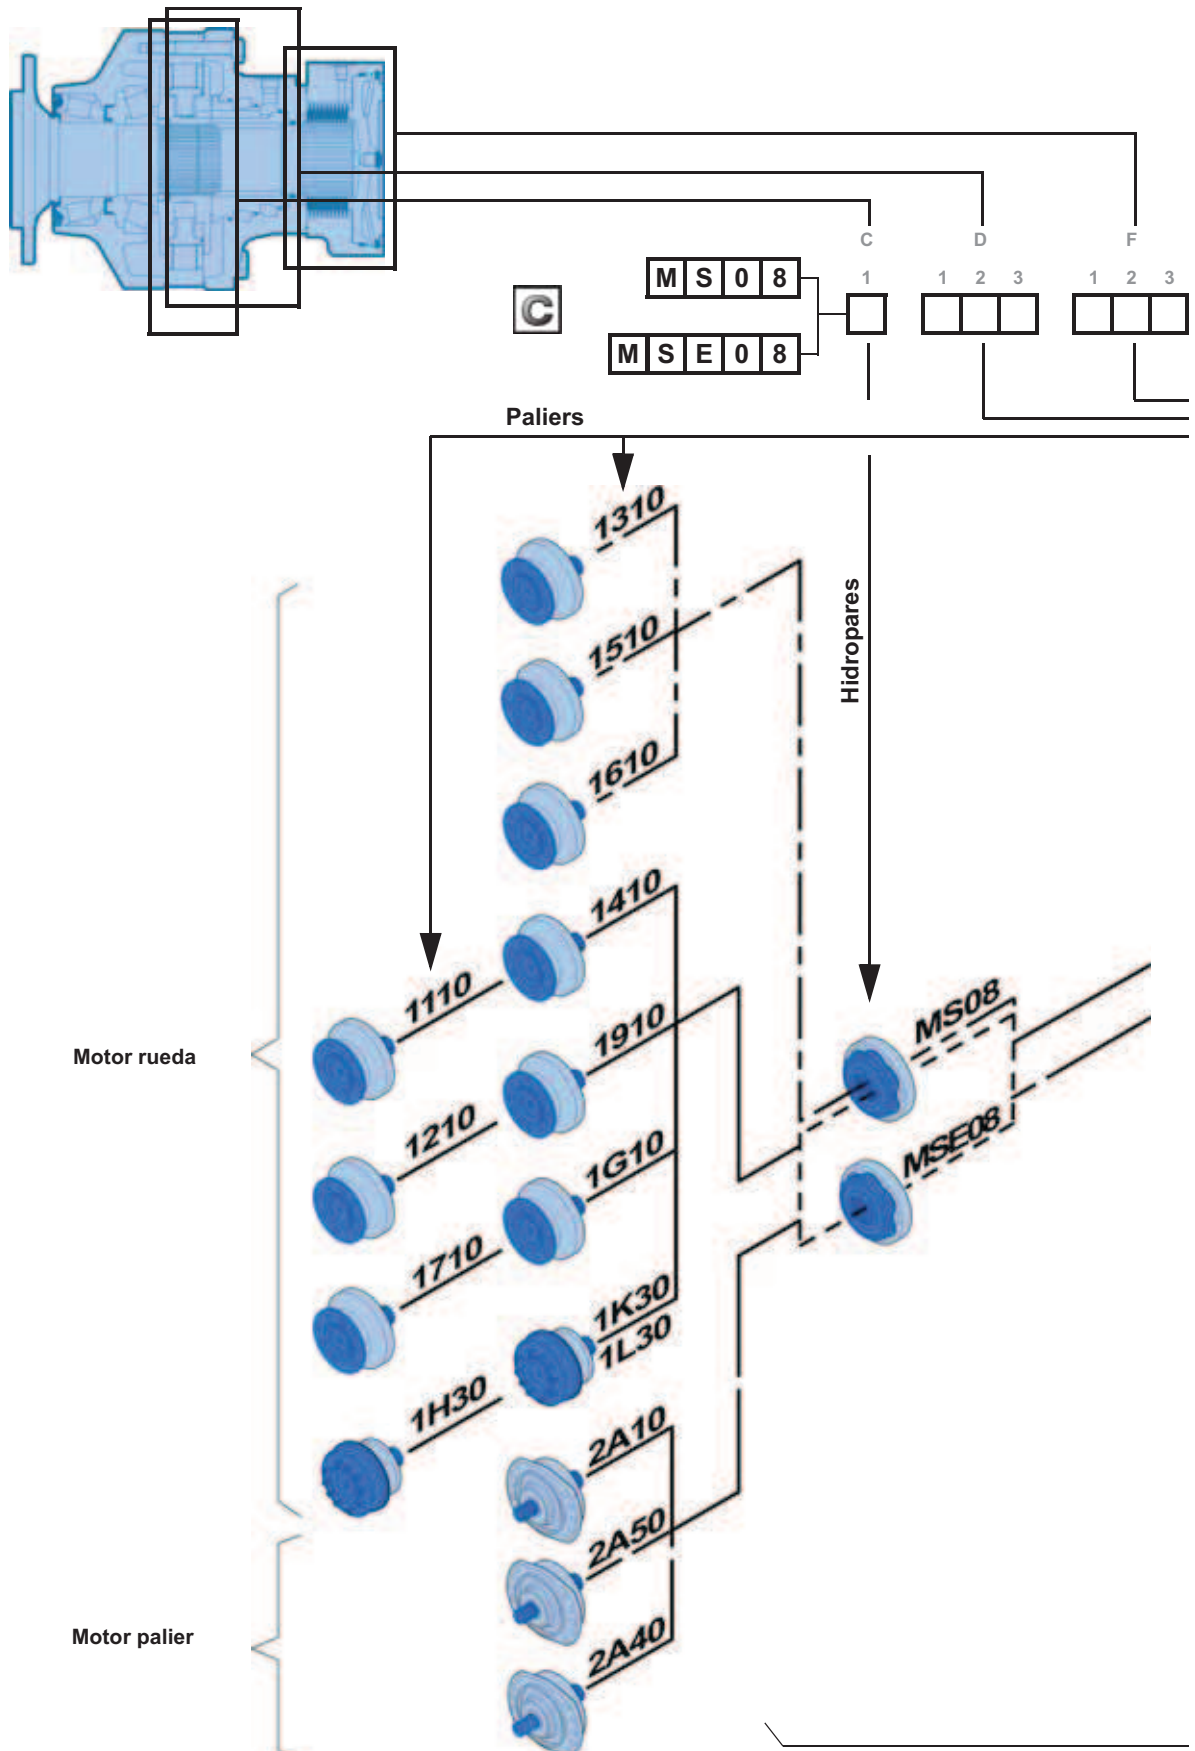 C D F
M S 0 8 1 1 2 3 1 2 3
C
M S E 0 8
Paliers
1310
Hidropares
1510
1610
1410
1110
MS08
1910
Motor rueda
MSE08
1210
1G10
1710
1K30
1L30
1H30
2A10
2A50
Motor palier
2A40